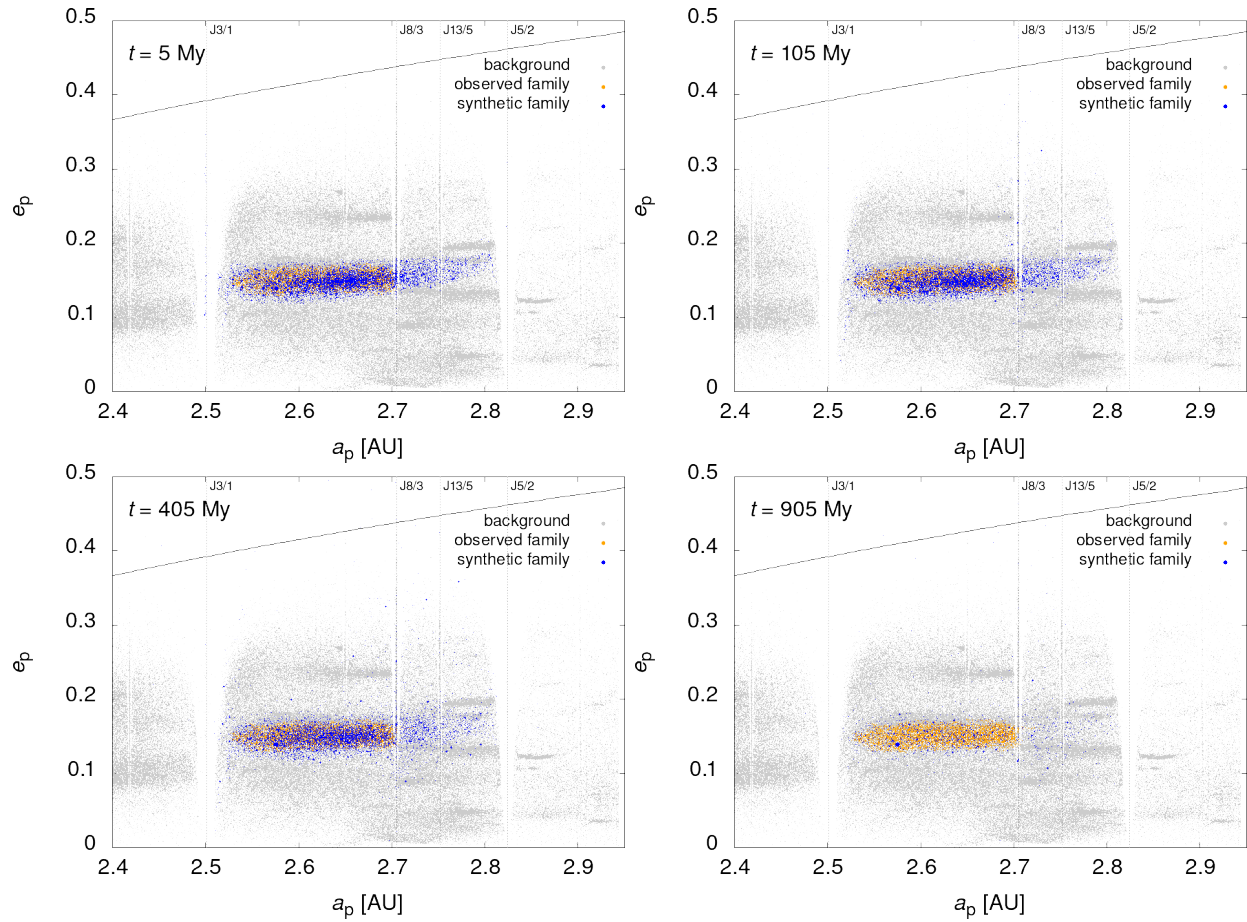 0.5
J3/1 J8/3 J13/5 J5/2
t = 5 My
background
observed family
synthetic family
0.4
0.3
ep
0.2
0.1
0
2.4 2.5 2.6 2.7 2.8 2.9
ap [AU]
0.5
J3/1 J8/3 J13/5 J5/2
t = 105 My
background
observed family
synthetic family
0.4
0.3
ep
0.2
0.1
0
2.4 2.5 2.6 2.7 2.8 2.9
ap [AU]
0.5
J3/1 J8/3 J13/5 J5/2
t = 405 My
background
observed family
synthetic family
0.4
0.3
ep
0.2
0.1
0
2.4 2.5 2.6 2.7 2.8 2.9
ap [AU]
0.5
J3/1 J8/3 J13/5 J5/2
t = 905 My
background
observed family
synthetic family
0.4
0.3
ep
0.2
0.1
0
2.4 2.5 2.6 2.7 2.8 2.9
ap [AU]